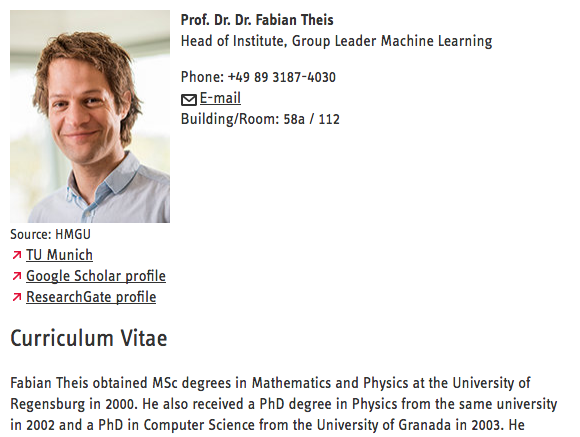 Prof. Dr. Dr. Fabian Theis
Head of Institute, Group Leader Machine Learning
Phone: +49 89 3187-4030
E-mail
Building/Room: 58a / 112
Source: HMGU
TU Munich
Google Scholar profile
ResearchGate profile
Curriculum Vitae
Fabian Theis obtained MSc degrees in Mathematics and Physics at the University of
Regensburg in 2000. He also received a PhD degree in Physics from the same university
in 2002 and a PhD in Computer Science from the University of Granada in 2003. He